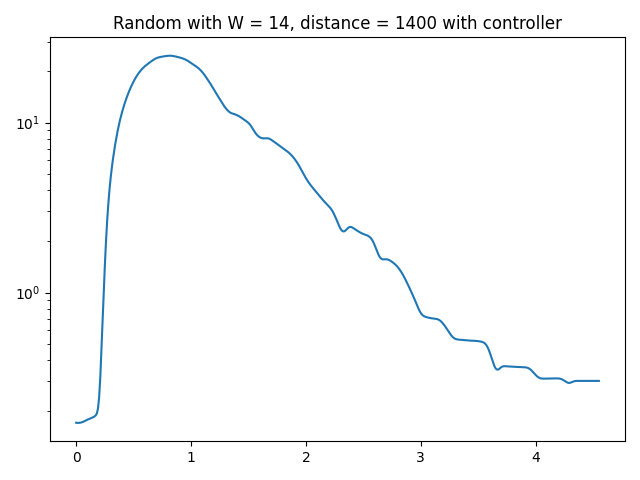 Random with W = 14, distance = 1400 with controller
10¹
10⁰
0 1 2 3 4